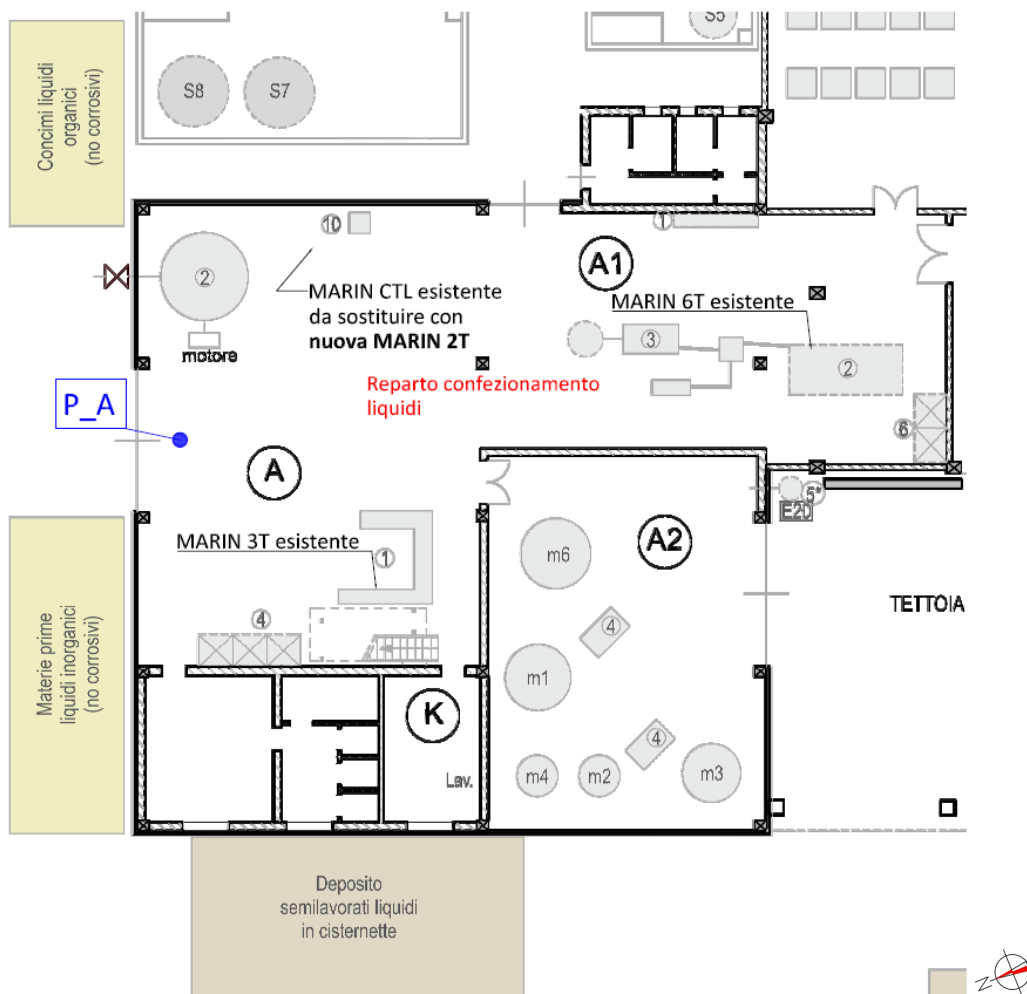 S5
S8
S7
Concimi liquidi
organici
(no corrosivi)
10
1
A1
2
MARIN CTL esistente
da sostituire con
nuova MARIN 2T
MARIN 6T esistente
3
motore
2
Reparto confezionamento
liquidi
P_A
6
A
5*
E20
A2
MARIN 3T esistente
1
m6
TETTOIA
4
4
Materie prime
liquidi inorganici
(no corrosivi)
m1
K
4
Lav.
m4
m2
m3
Deposito
semilavorati liquidi
in cisternette
N